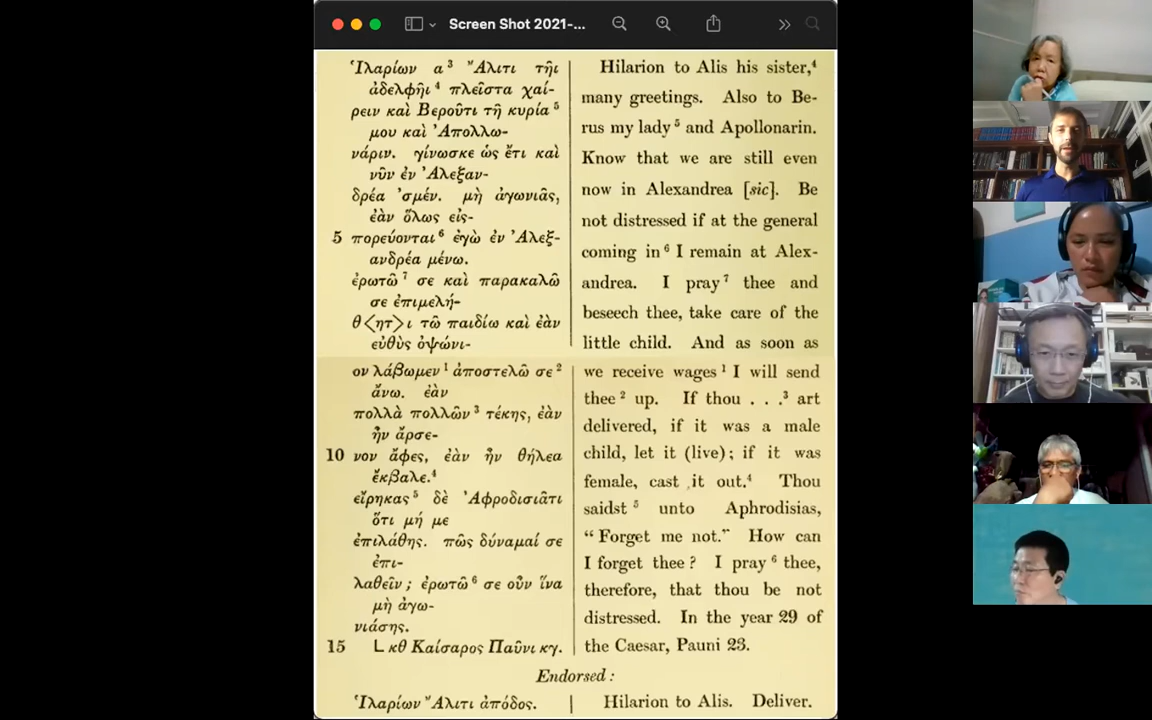 Screen Shot 2021-...
Ἱλαρίων α³ Ἄλιτι τῆι
ἀδελφῆι⁴ πλεῖστα χαί-
ρειν καὶ Βεροῦτι τῇ κυρία⁵
μου καὶ Ἀπολλω-
νάριν. γίνωσκε ὡς ἔτι καὶ
νῦν ἐν Ἀλεξαν-
δρέα ʼσμέν. μὴ ἀγωνιᾷς,
ἐὰν ὅλως εἰς-
5 πορεύονται⁶ ἐγὼ ἐν Ἀλεξ-
ανδρέα μένω.
ἐρωτῶ⁷ σε καὶ παρακαλῶ
σε ἐπιμελή-
θ⟨ητ⟩ι τῷ παιδίῳ καὶ ἐὰν
εὐθὺς ὀψώνι-
ον λάβωμεν¹ ἀποστελῶ σε²
ἄνω. ἐὰν
πολλὰ πολλῶν³ τέκης, ἐὰν
ἦν ἄρσε-
10 νον ἄφες, ἐὰν ἦν θήλεα
ἔκβαλε.⁴
εἴρηκας⁵ δὲ Ἀφροδισιᾶτι
ὅτι μή με
ἐπιλάθης. πῶς δύναμαί σε
ἐπι-
λαθεῖν; ἐρωτῶ⁶ σε οὖν ἵνα
μὴ ἀγω-
νιάσης.
15 L κθ Καίσαρος Παῦνι κγ.
Hilarion to Alis his sister,⁴
many greetings. Also to Be-
rus my lady⁵ and Apollonarin.
Know that we are still even
now in Alexandrea [sic]. Be
not distressed if at the general
coming in⁶ I remain at Alex-
andrea. I pray⁷ thee and
beseech thee, take care of the
little child. And as soon as
we receive wages¹ I will send
thee² up. If thou . . .³ art
delivered, if it was a male
child, let it (live); if it was
female, cast it out.⁴ Thou
saidst⁵ unto Aphrodisias,
“Forget me not.” How can
I forget thee? I pray⁶ thee,
therefore, that thou be not
distressed. In the year 29 of
the Caesar, Pauni 23.
Endorsed:
Ἱλαρίων Ἄλιτι ἀπόδος.
Hilarion to Alis. Deliver.